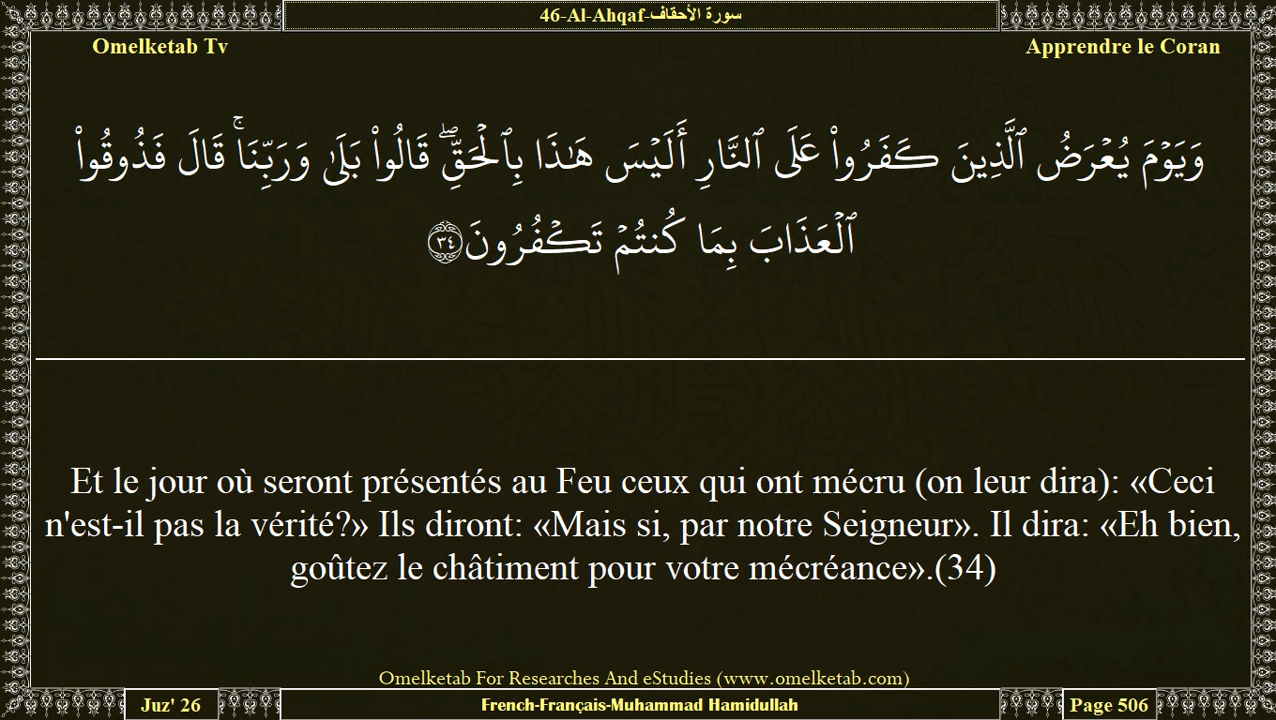 46-Al-Ahqaf-سورة الأحقاف
Omelketab Tv
Apprendre le Coran
وَيَوْمَ يُعْرَضُ ٱلَّذِينَ كَفَرُوا۟ عَلَى ٱلنَّارِ أَلَيْسَ هَٰذَا بِٱلْحَقِّ ۖ قَالُوا۟ بَلَىٰ وَرَبِّنَا ۚ قَالَ فَذُوقُوا۟
ٱلْعَذَابَ بِمَا كُنتُمْ تَكْفُرُونَ ٣٤
Et le jour où seront présentés au Feu ceux qui ont mécru (on leur dira): «Ceci
n'est-il pas la vérité?» Ils diront: «Mais si, par notre Seigneur». Il dira: «Eh bien,
goûtez le châtiment pour votre mécréance».(34)
Omelketab For Researches And eStudies (www.omelketab.com)
Juz' 26
French-Français-Muhammad Hamidullah
Page 506